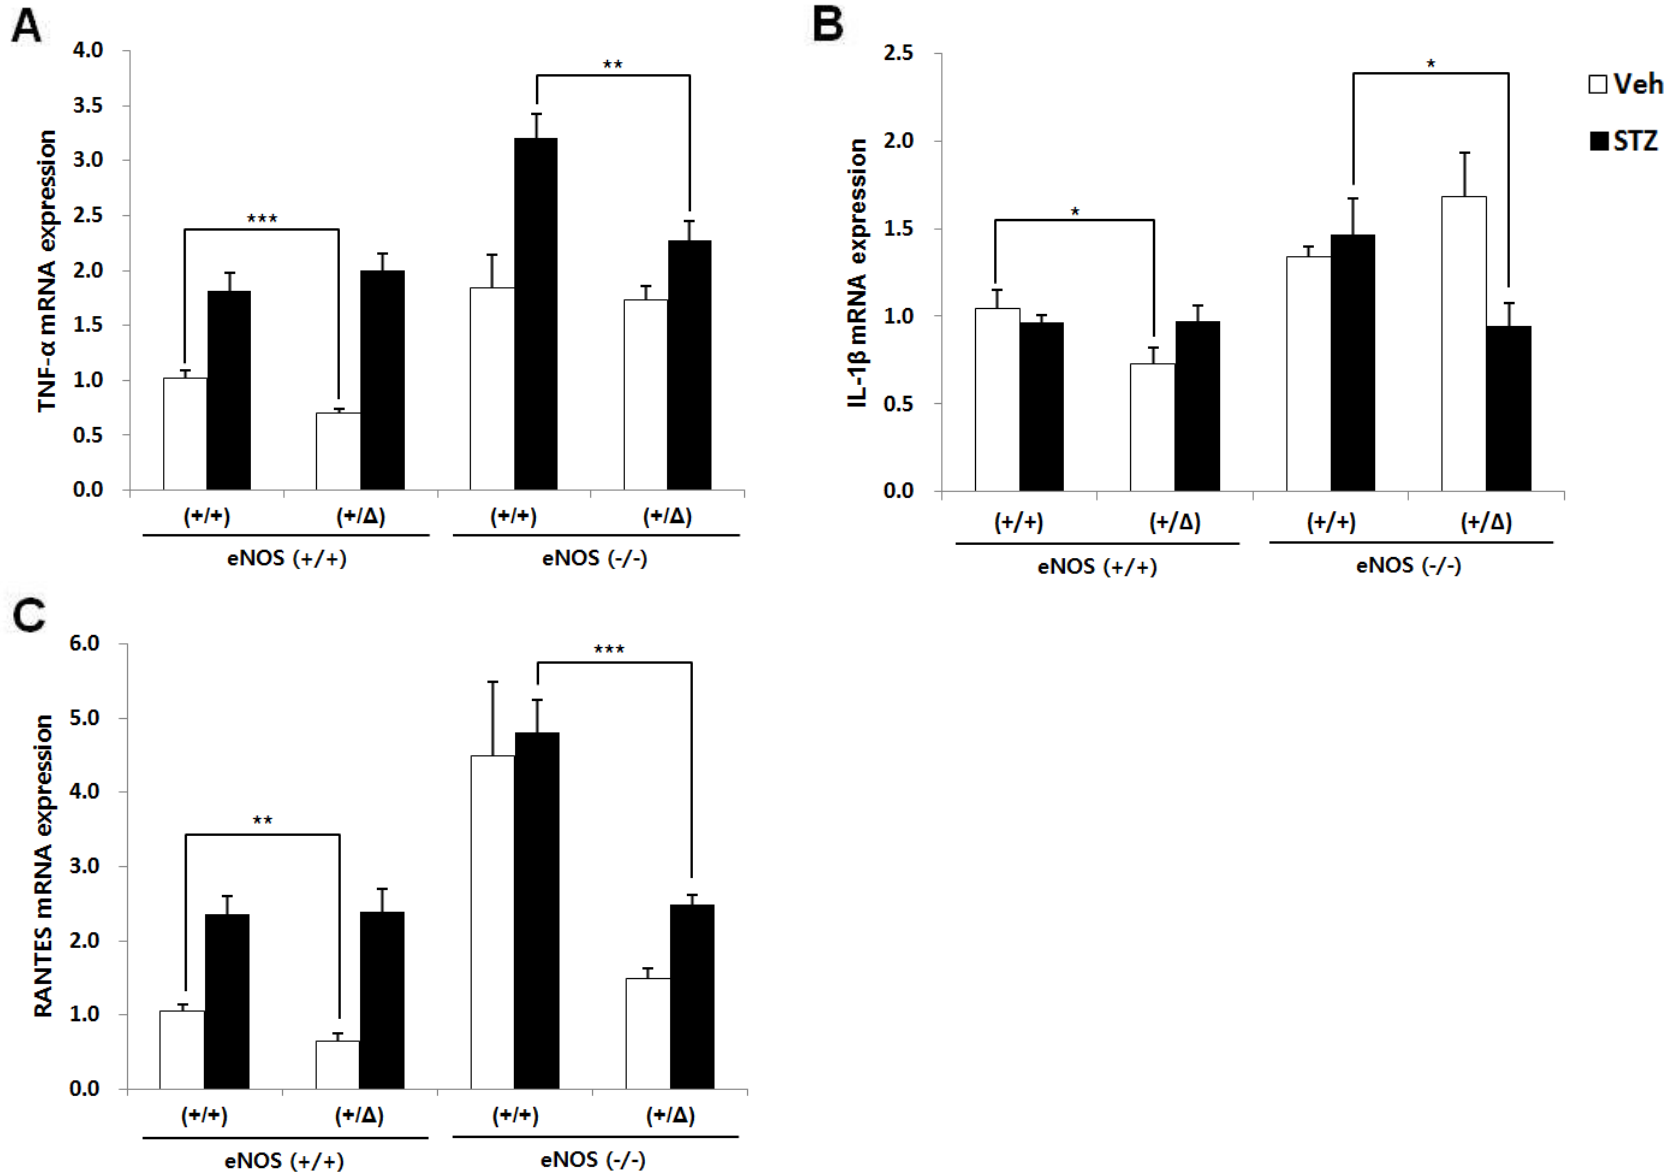 A
TNF-α mRNA expression
4.0
3.5
3.0
2.5
2.0
1.5
1.0
0.5
0.0
***
**
(+/+) (+/Δ) (+/+) (+/Δ)
eNOS (+/+) eNOS (-/-)
B
IL-1β mRNA expression
2.5
2.0
1.5
1.0
0.5
0.0
*
*
(+/+) (+/Δ) (+/+) (+/Δ)
eNOS (+/+) eNOS (-/-)
Veh
STZ
C
RANTES mRNA expression
6.0
5.0
4.0
3.0
2.0
1.0
0.0
**
***
(+/+) (+/Δ) (+/+) (+/Δ)
eNOS (+/+) eNOS (-/-)